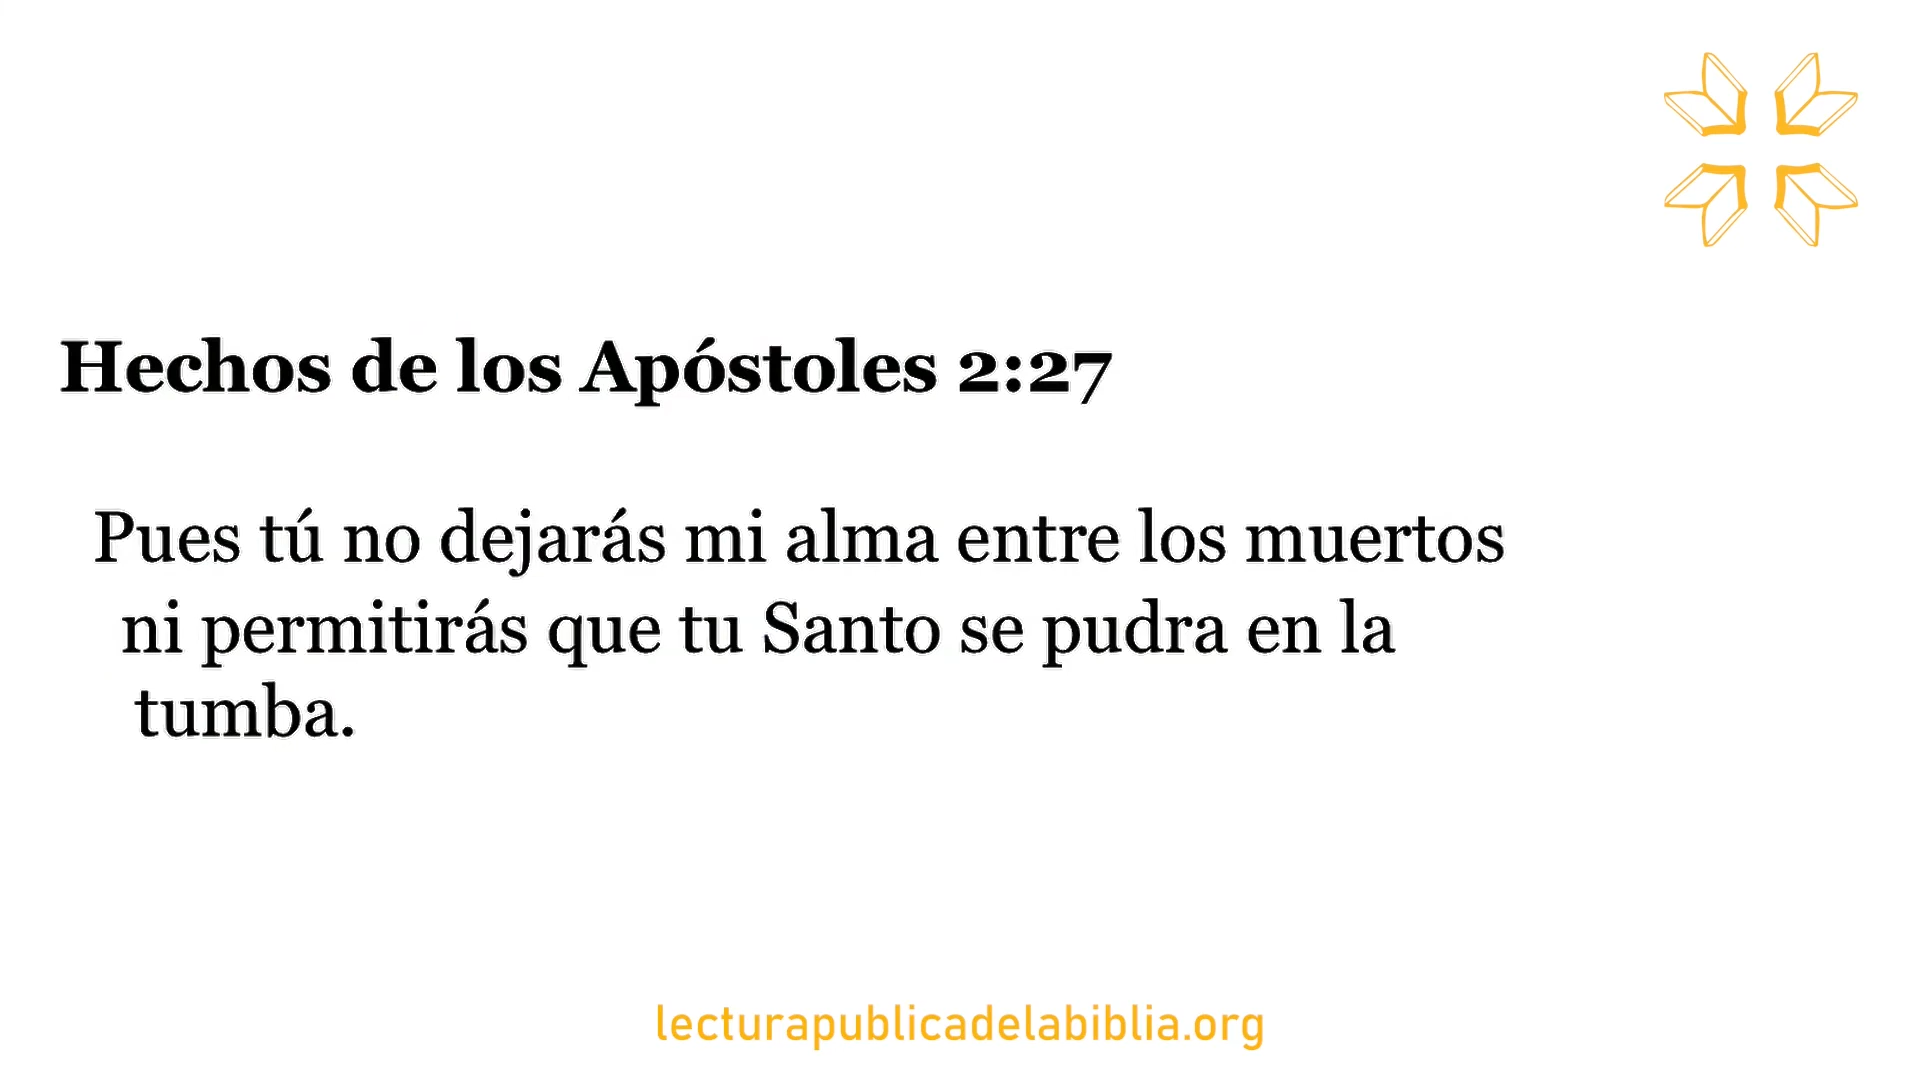 Hechos de los Apóstoles 2:27
Pues tú no dejarás mi alma entre los muertos
ni permitirás que tu Santo se pudra en la
tumba.
lecturapublicadelabiblia.org